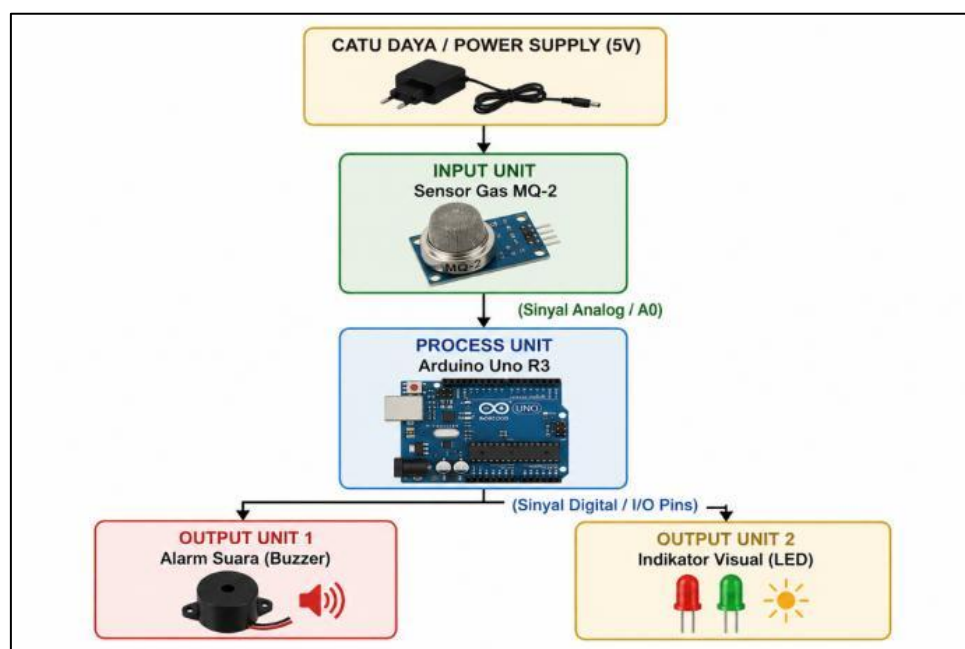 CATU DAYA / POWER SUPPLY (5V)
INPUT UNIT
Sensor Gas MQ-2
MQ-2
(Sinyal Analog / A0)
PROCESS UNIT
Arduino Uno R3
UNO
(Sinyal Digital / I/O Pins)
OUTPUT UNIT 1
Alarm Suara (Buzzer)
OUTPUT UNIT 2
Indikator Visual (LED)